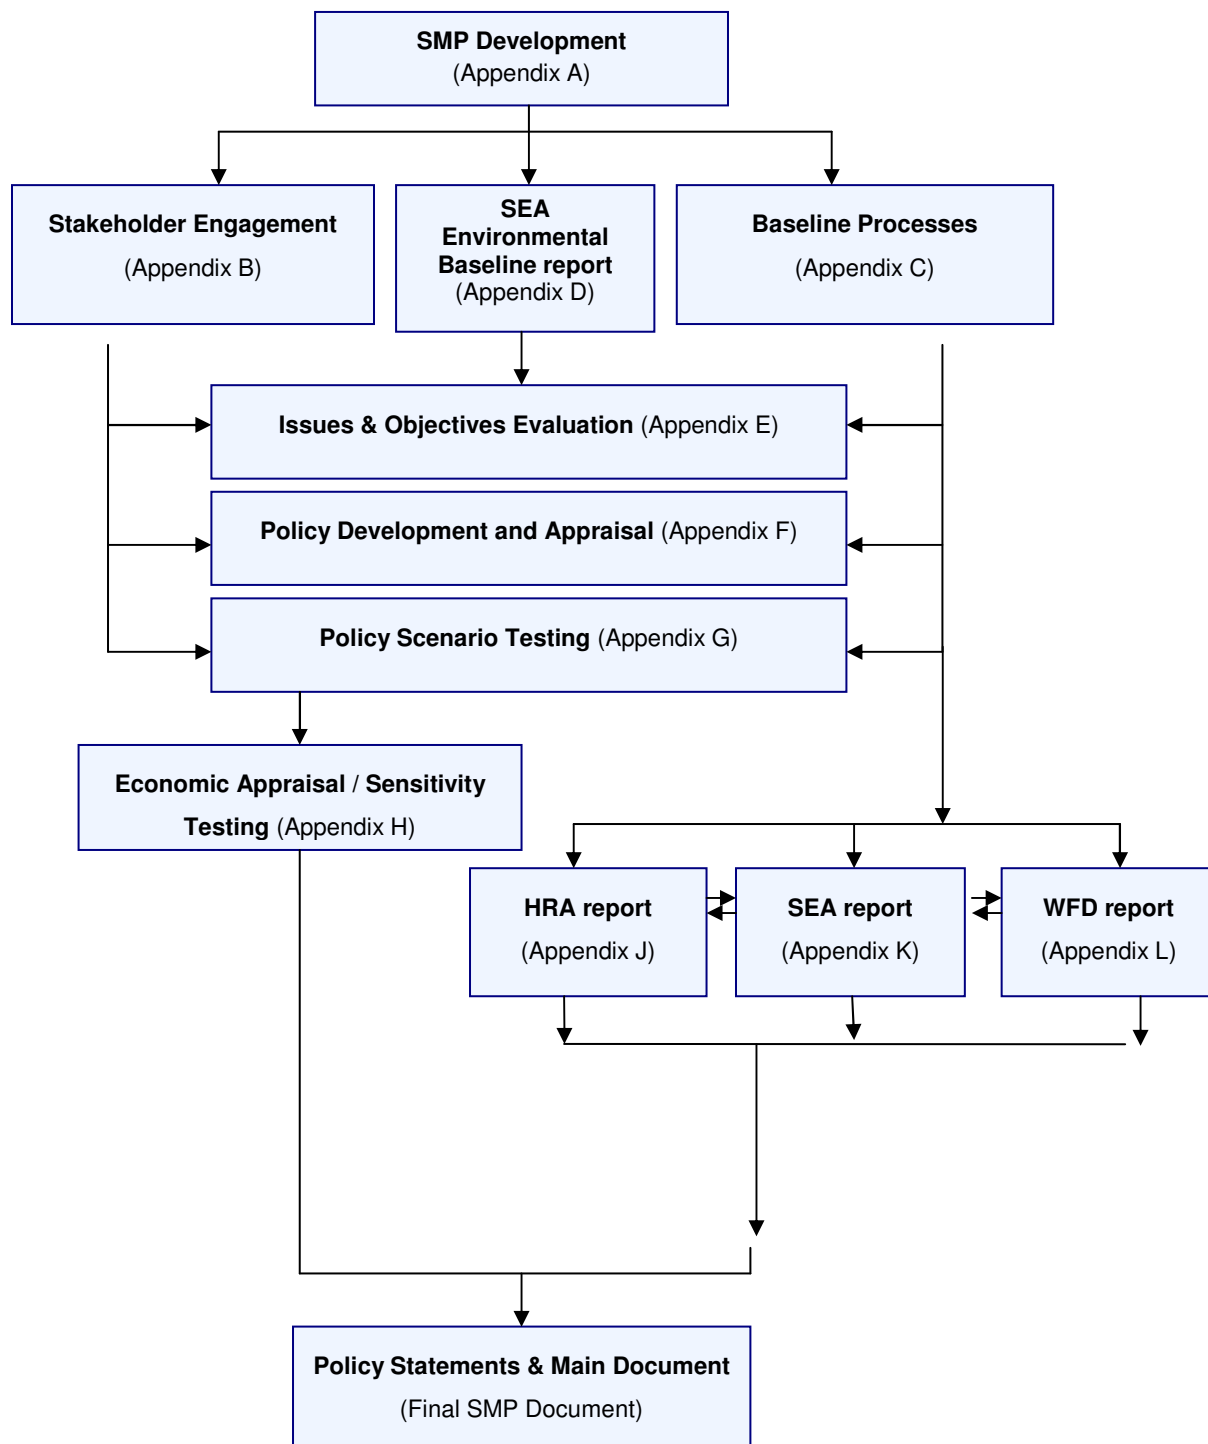 SMP Development
(Appendix A)
Stakeholder Engagement
(Appendix B)
SEA
Environmental
Baseline report
(Appendix D)
Baseline Processes
(Appendix C)
Issues & Objectives Evaluation (Appendix E)
Policy Development and Appraisal (Appendix F)
Policy Scenario Testing (Appendix G)
Economic Appraisal / Sensitivity
Testing (Appendix H)
HRA report
(Appendix J)
SEA report
(Appendix K)
WFD report
(Appendix L)
Policy Statements & Main Document
(Final SMP Document)